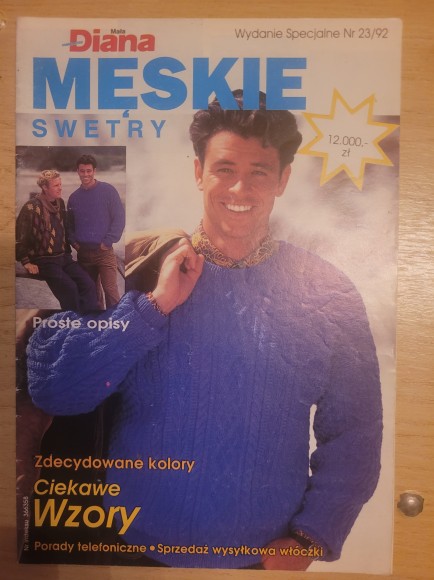 Mała
Diana
Wydanie Specjalne Nr 23/92
MĘSKIE
SWETRY
12.000,-
zł
Proste opisy
Zdecydowane kolory
Ciekawe
Wzory
Porady telefoniczne • Sprzedaż wysyłkowa włóczki